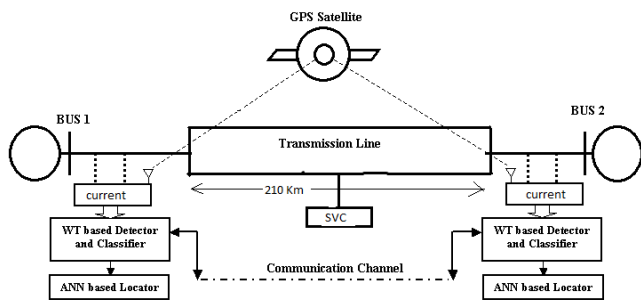 GPS Satellite
BUS 1
BUS 2
Transmission Line
210 Km
current
current
SVC
WT based Detector
and Classifier
WT based Detector
and Classifier
Communication Channel
ANN based Locator
ANN based Locator